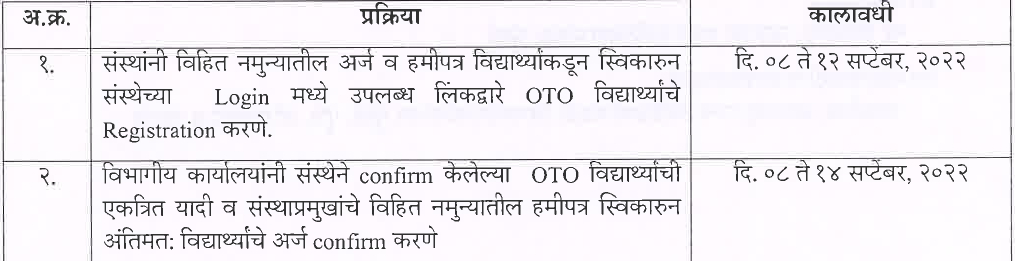 अ.क्र. प्रक्रिया कालावधी
१. संस्थांनी विहित नमुन्यातील अर्ज व हमीपत्र विद्यार्थ्यांकडून स्विकारुन दि. ०८ ते १२ सप्टेंबर, २०२२
संस्थेच्या Login मध्ये उपलब्ध लिंकद्वारे OTO विद्यार्थ्यांचे
Registration करणे.
२. विभागीय कार्यालयांनी संस्थेने confirm केलेल्या OTO विद्यार्थ्यांची दि. ०८ ते १४ सप्टेंबर, २०२२
एकत्रित यादी व संस्थाप्रमुखांचे विहित नमुन्यातील हमीपत्र स्विकारुन
अंतिमत: विद्यार्थ्यांचे अर्ज confirm करणे